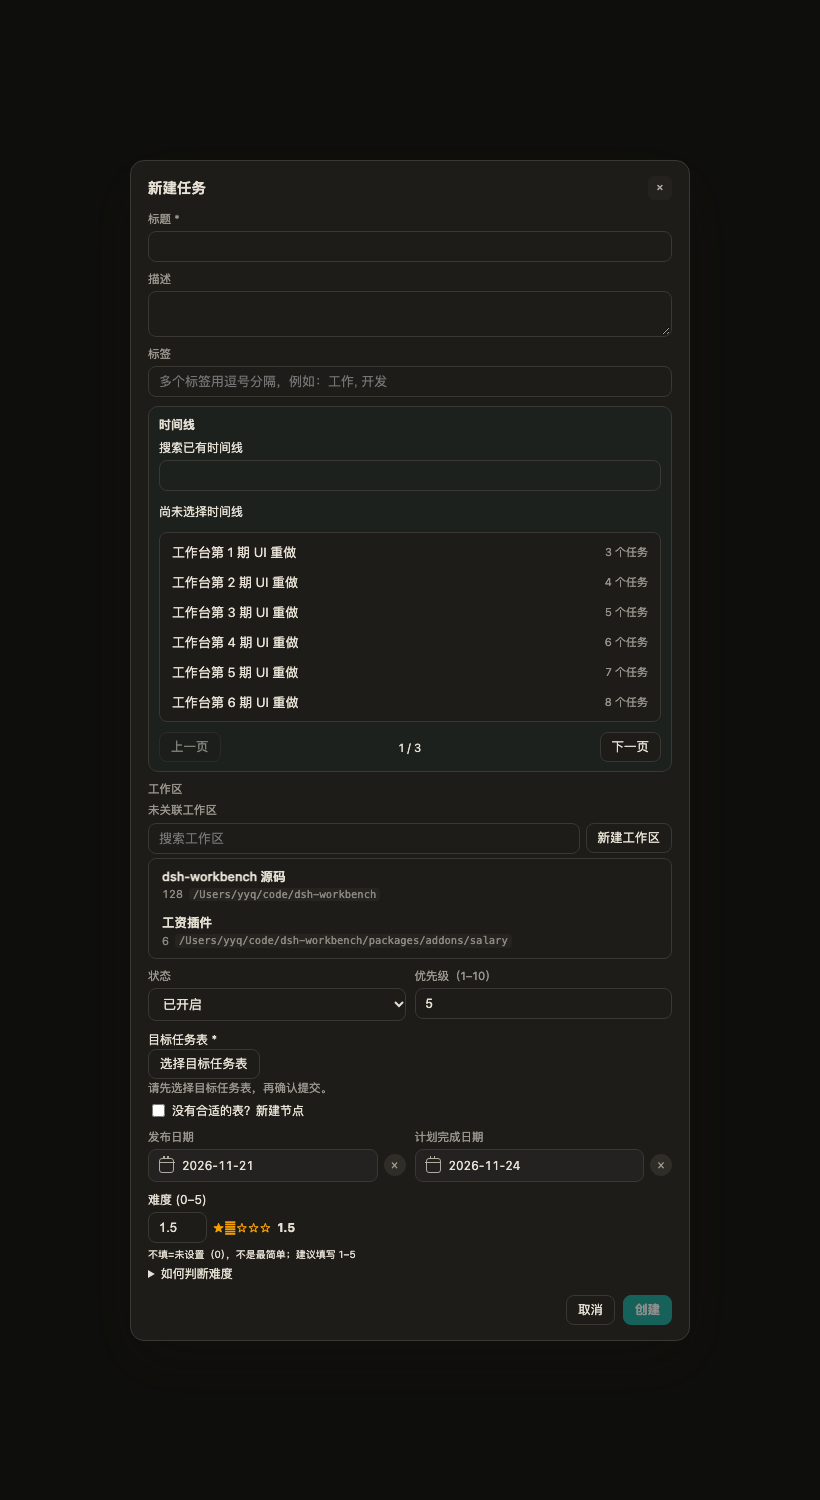 新建任务
×
标题 *
描述
标签
多个标签用逗号分隔，例如：工作, 开发
时间线
搜索已有时间线
尚未选择时间线
工作台第 1 期 UI 重做 3 个任务
工作台第 2 期 UI 重做 4 个任务
工作台第 3 期 UI 重做 5 个任务
工作台第 4 期 UI 重做 6 个任务
工作台第 5 期 UI 重做 7 个任务
工作台第 6 期 UI 重做 8 个任务
上一页 1 / 3 下一页
工作区
未关联工作区
搜索工作区 新建工作区
dsh-workbench 源码
128 /Users/yyq/code/dsh-workbench
工资插件
6 /Users/yyq/code/dsh-workbench/packages/addons/salary
状态 优先级（1–10）
已开启 5
目标任务表 *
选择目标任务表
请先选择目标任务表，再确认提交。
没有合适的表？新建节点
发布日期 计划完成日期
2026-11-21 × 2026-11-24 ×
难度 (0–5)
1.5 ★▓☆☆☆ 1.5
不填=未设置（0），不是最简单；建议填写 1–5
▶ 如何判断难度
取消 创建